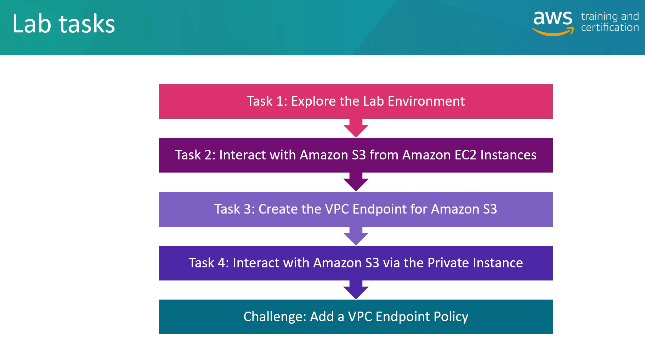 Lab tasks
aws training and certification
Task 1: Explore the Lab Environment
Task 2: Interact with Amazon S3 from Amazon EC2 Instances
Task 3: Create the VPC Endpoint for Amazon S3
Task 4: Interact with Amazon S3 via the Private Instance
Challenge: Add a VPC Endpoint Policy